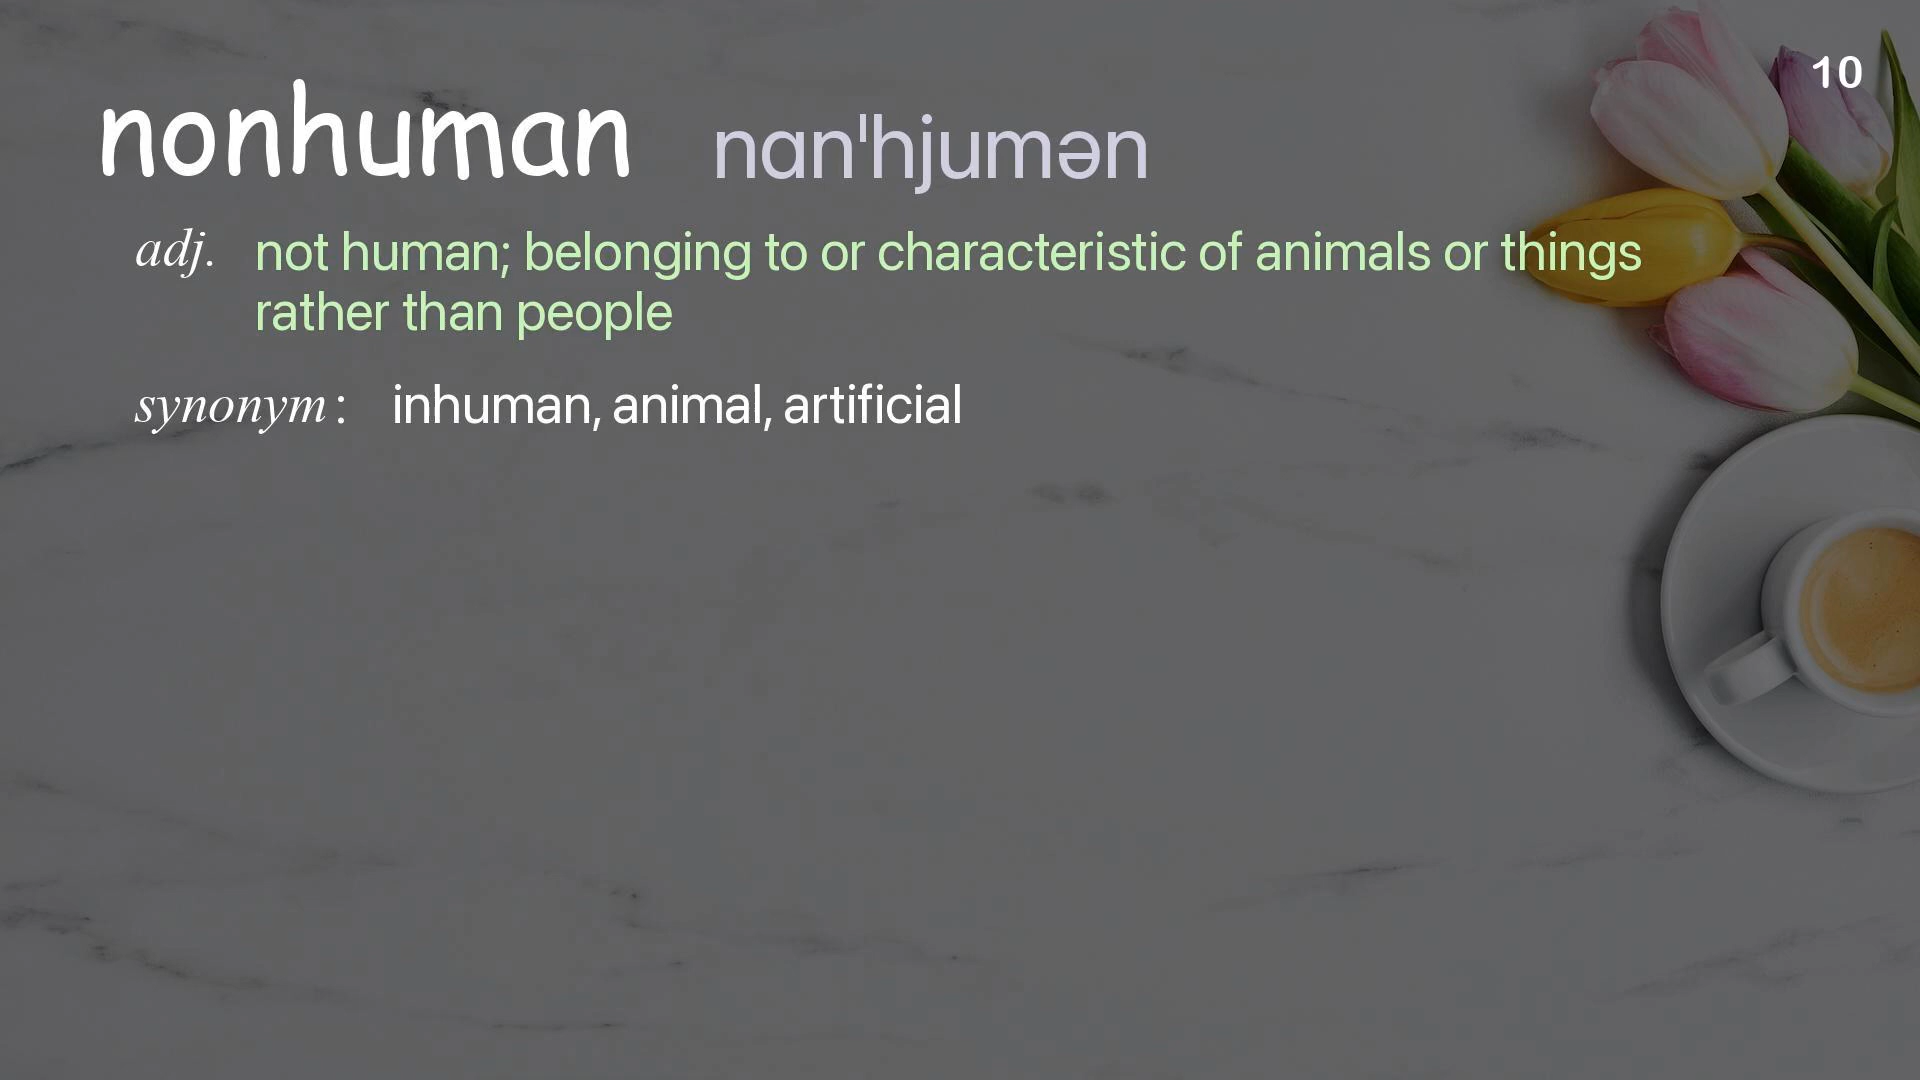 10
nonhuman nɑnˈhjumən
adj. not human; belonging to or characteristic of animals or things
rather than people
synonym: inhuman, animal, artificial